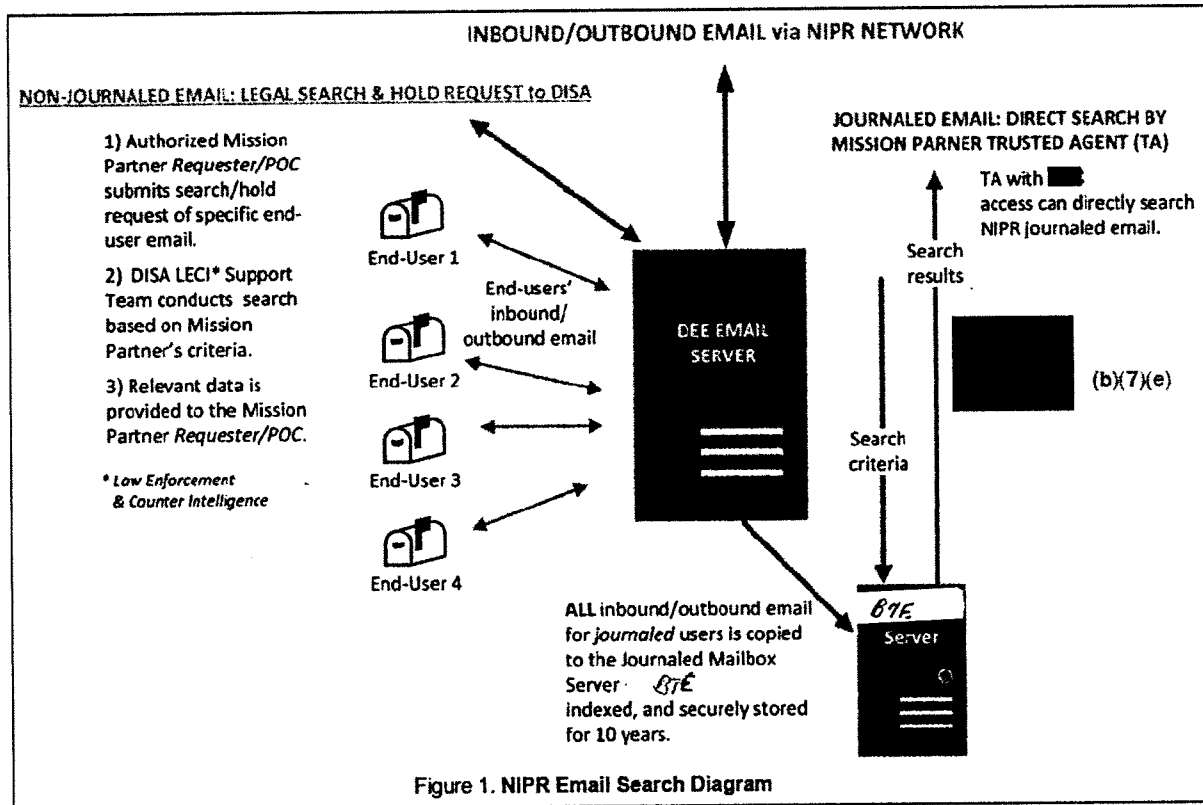 INBOUND/OUTBOUND EMAIL via NIPR NETWORK
NON-JOURNALED EMAIL: LEGAL SEARCH & HOLD REQUEST to DISA
1) Authorized Mission
Partner Requester/POC
submits search/hold
request of specific end-
user email.
2) DISA LECI* Support
Team conducts search
based on Mission
Partner's criteria.
3) Relevant data is
provided to the Mission
Partner Requester/POC.
* Law Enforcement
& Counter Intelligence
End-User 1
End-User 2
End-User 3
End-User 4
End-users'
inbound/
outbound email
DEE EMAIL
SERVER
JOURNALED EMAIL: DIRECT SEARCH BY
MISSION PARNER TRUSTED AGENT (TA)
TA with
access can directly search
NIPR journaled email.
Search
results
(b)(7)(e)
Search
criteria
B7E
Server
ALL inbound/outbound email
for journaled users is copied
to the Journaled Mailbox
Server B7E
indexed, and securely stored
for 10 years.
Figure 1. NIPR Email Search Diagram